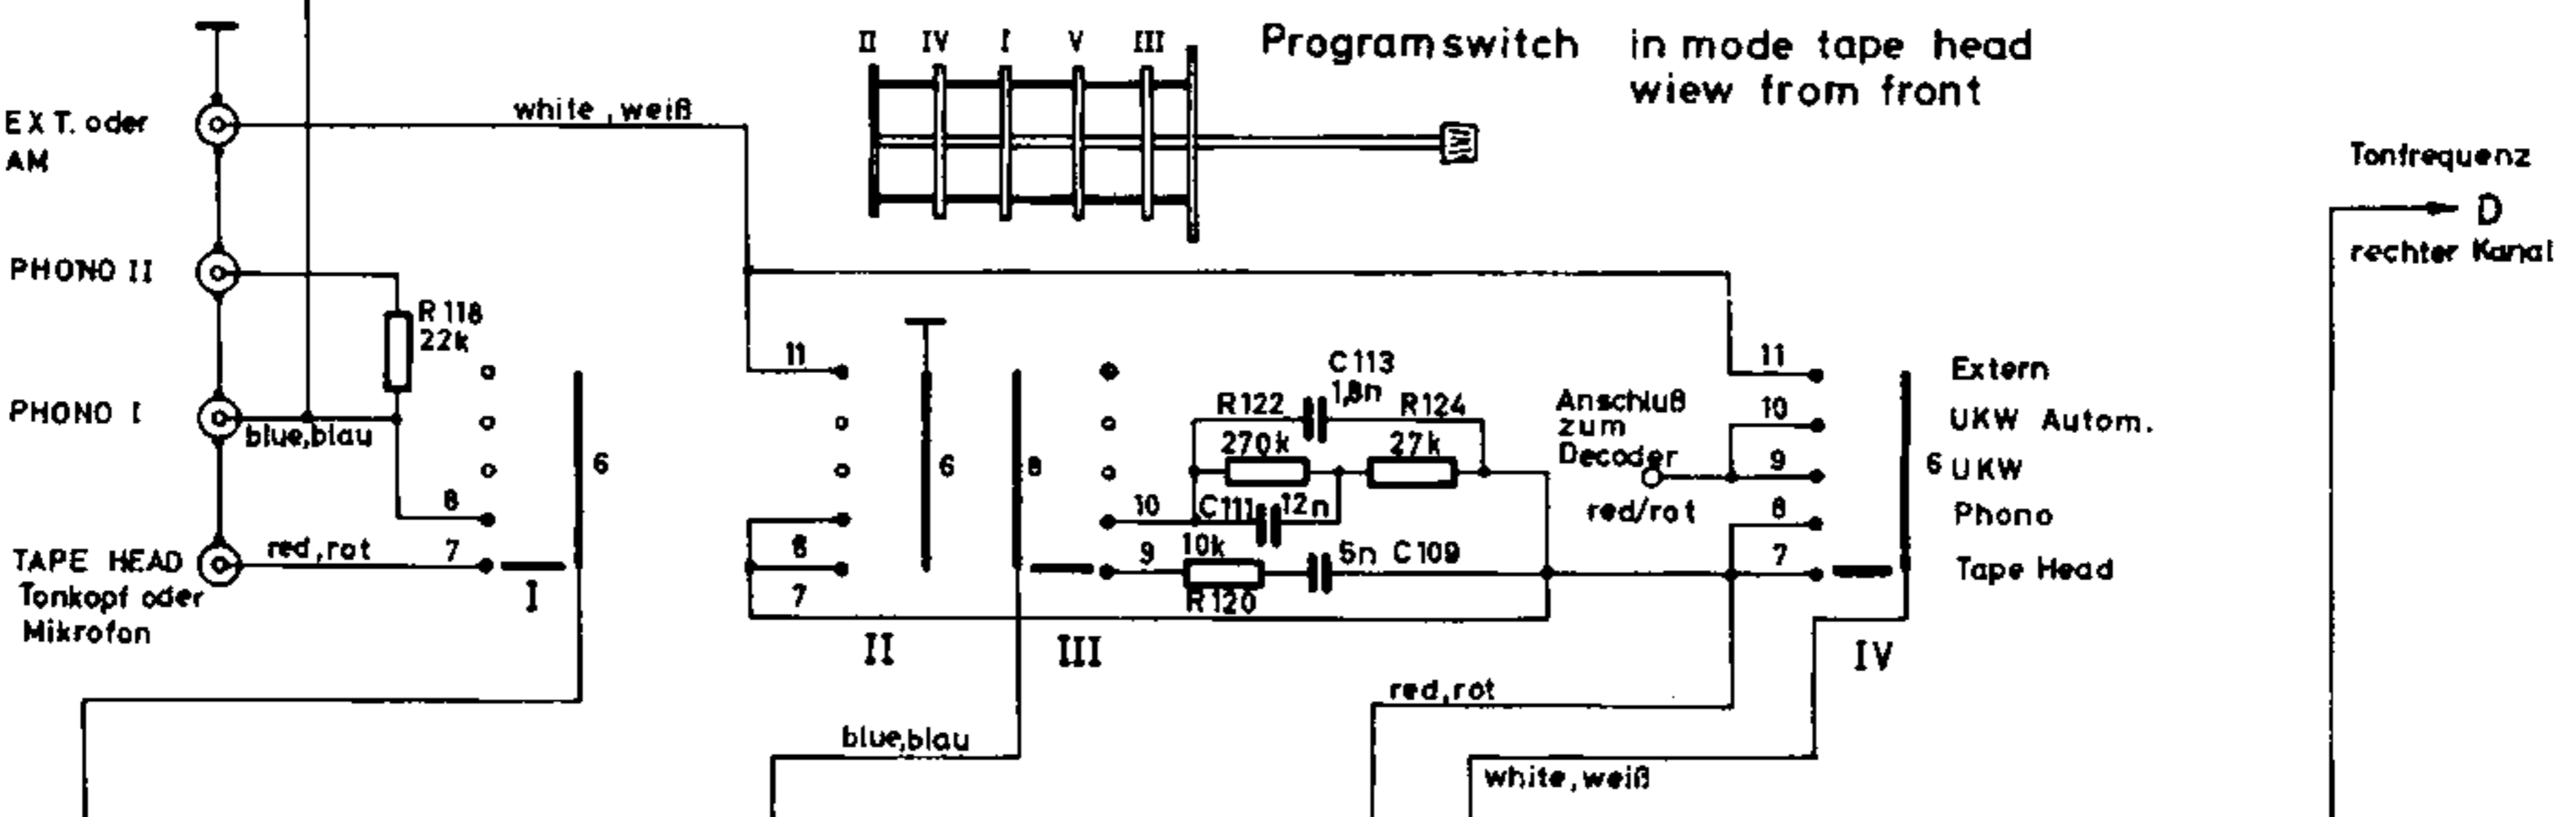 II IV I V III
Programswitch in mode tape head
wiew from front
EXT. oder
AM
white, weiß
Tonfrequenz
D
rechter Kanal
PHONO II
R 118
22k
PHONO I
blue,blau
TAPE HEAD
Tonkopf oder
Mikrofon
red,rot
8
7
I
6
11
8
7
6
II
8
10
9
III
C 113
1,8n
R122
R124
270k
27k
C111
12n
10k
R120
5n C109
Anschluß
zum
Decoder
red/rot
11
10
9
8
7
6
IV
Extern
UKW Autom.
UKW
Phono
Tape Head
red,rot
blue,blau
white,weiß